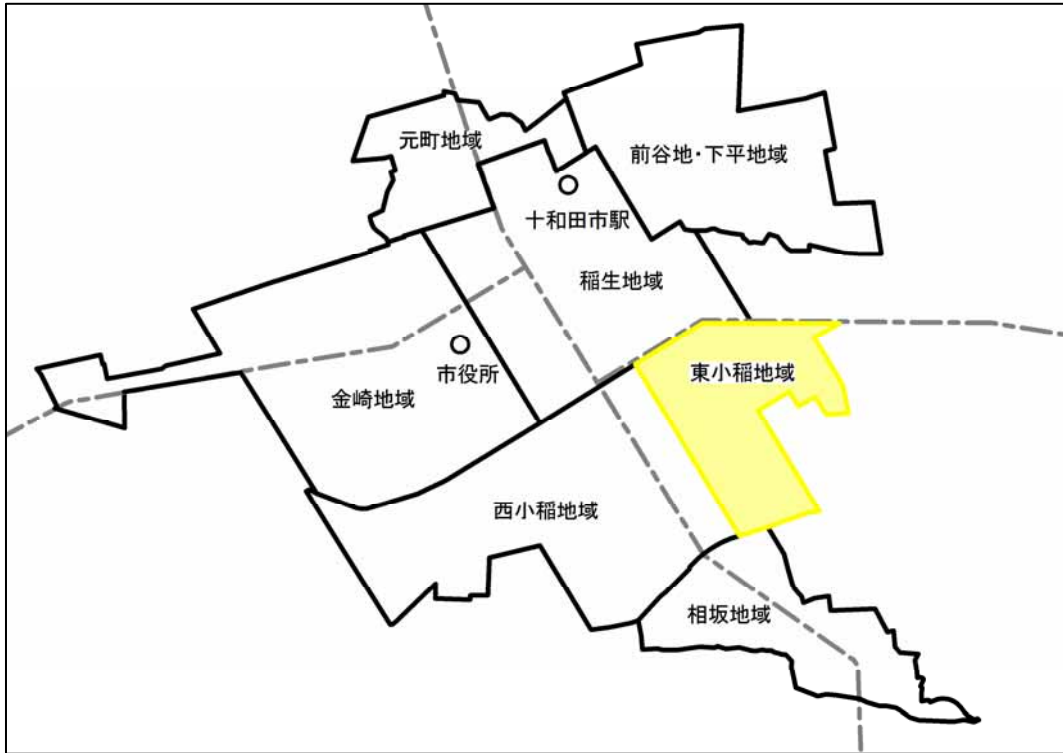 元町地域
前谷地・下平地域
十和田市駅
稲生地域
市役所
東小稲地域
金崎地域
西小稲地域
相坂地域